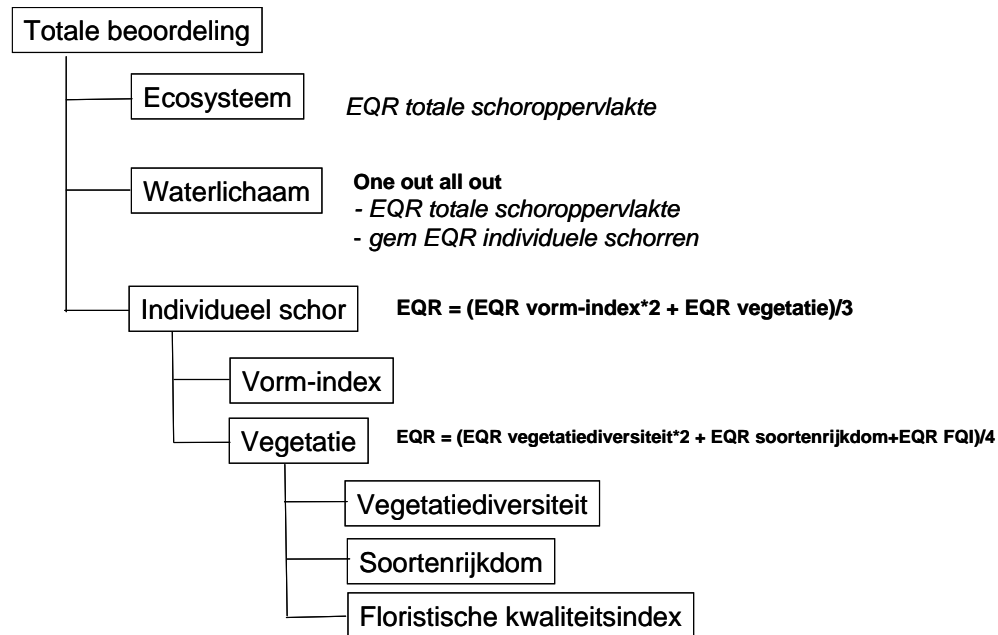 Totale beoordeling
Ecosysteem
EQR totale schoroppervlakte
Waterlichaam
One out all out
- EQR totale schoroppervlakte
- gem EQR individuele schorren
Individueel schor
EQR = (EQR vorm-index*2 + EQR vegetatie)/3
Vorm-index
Vegetatie
EQR = (EQR vegetatiediversiteit*2 + EQR soortenrijkdom+EQR FQI)/4
Vegetatiediversiteit
Soortenrijkdom
Floristische kwaliteitsindex